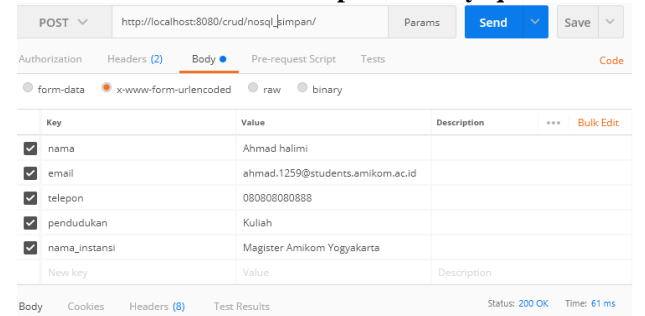 POST http://localhost:8080/crud/nosql_simpan/ Params Send Save
Authorization Headers (2) Body Pre-request Script Tests Code
form-data x-www-form-urlencoded raw binary
Key Value Description ••• Bulk Edit
nama Ahmad halimi
email ahmad.1259@students.amikom.ac.id
telepon 080808080888
pendudukan Kuliah
nama_instansi Magister Amikom Yogyakarta
New key Value Description
Body Cookies Headers (8) Test Results Status: 200 OK Time: 61 ms